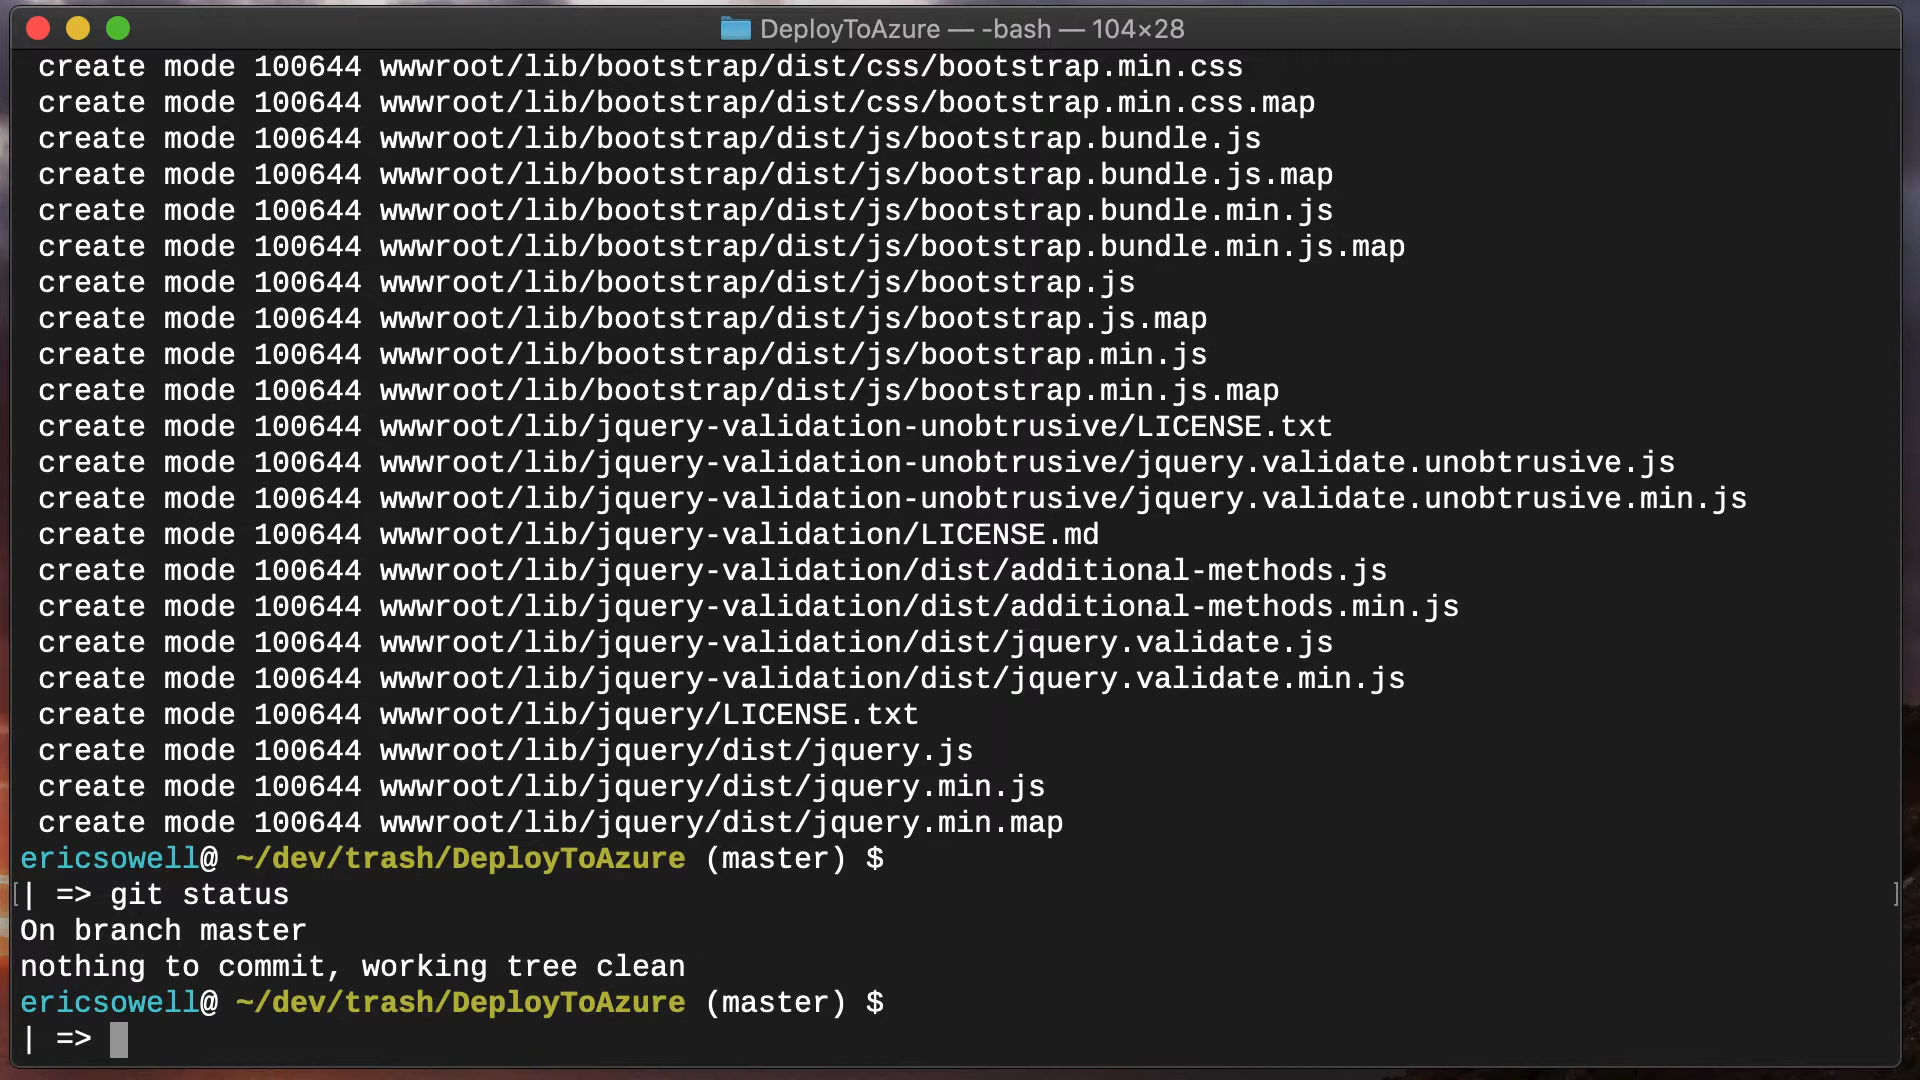 DeployToAzure — -bash — 104×28
create mode 100644 wwwroot/lib/bootstrap/dist/css/bootstrap.min.css
create mode 100644 wwwroot/lib/bootstrap/dist/css/bootstrap.min.css.map
create mode 100644 wwwroot/lib/bootstrap/dist/js/bootstrap.bundle.js
create mode 100644 wwwroot/lib/bootstrap/dist/js/bootstrap.bundle.js.map
create mode 100644 wwwroot/lib/bootstrap/dist/js/bootstrap.bundle.min.js
create mode 100644 wwwroot/lib/bootstrap/dist/js/bootstrap.bundle.min.js.map
create mode 100644 wwwroot/lib/bootstrap/dist/js/bootstrap.js
create mode 100644 wwwroot/lib/bootstrap/dist/js/bootstrap.js.map
create mode 100644 wwwroot/lib/bootstrap/dist/js/bootstrap.min.js
create mode 100644 wwwroot/lib/bootstrap/dist/js/bootstrap.min.js.map
create mode 100644 wwwroot/lib/jquery-validation-unobtrusive/LICENSE.txt
create mode 100644 wwwroot/lib/jquery-validation-unobtrusive/jquery.validate.unobtrusive.js
create mode 100644 wwwroot/lib/jquery-validation-unobtrusive/jquery.validate.unobtrusive.min.js
create mode 100644 wwwroot/lib/jquery-validation/LICENSE.md
create mode 100644 wwwroot/lib/jquery-validation/dist/additional-methods.js
create mode 100644 wwwroot/lib/jquery-validation/dist/additional-methods.min.js
create mode 100644 wwwroot/lib/jquery-validation/dist/jquery.validate.js
create mode 100644 wwwroot/lib/jquery-validation/dist/jquery.validate.min.js
create mode 100644 wwwroot/lib/jquery/LICENSE.txt
create mode 100644 wwwroot/lib/jquery/dist/jquery.js
create mode 100644 wwwroot/lib/jquery/dist/jquery.min.js
create mode 100644 wwwroot/lib/jquery/dist/jquery.min.map
ericsowell@ ~/dev/trash/DeployToAzure (master) $
[| => git status ]
On branch master
nothing to commit, working tree clean
ericsowell@ ~/dev/trash/DeployToAzure (master) $
| =>